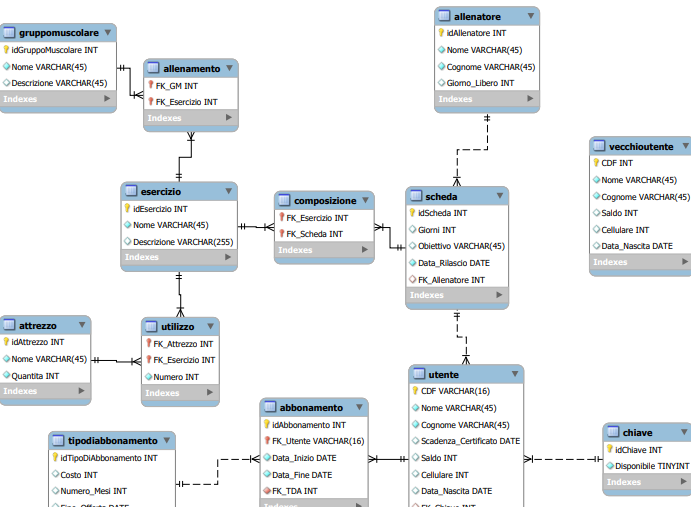 gruppomuscolare
idGruppoMuscolare INT
Nome VARCHAR(45)
Descrizione VARCHAR(45)
Indexes
allenamento
FK_GM INT
FK_Esercizio INT
Indexes
allenatore
idAllenatore INT
Nome VARCHAR(45)
Cognome VARCHAR(45)
Giorno_Libero INT
Indexes
vecchioutente
CDF INT
Nome VARCHAR(45)
Cognome VARCHAR(45)
Saldo INT
Cellulare INT
Data_Nascita DATE
Indexes
esercizio
idEsercizio INT
Nome VARCHAR(45)
Descrizione VARCHAR(255)
Indexes
composizione
FK_Esercizio INT
FK_Scheda INT
Indexes
scheda
idScheda INT
Giorni INT
Obiettivo VARCHAR(45)
Data_Rilascio DATE
FK_Allenatore INT
Indexes
attrezzo
idAttrezzo INT
Nome VARCHAR(45)
Quantita INT
Indexes
utilizzo
FK_Attrezzo INT
FK_Esercizio INT
Numero INT
Indexes
utente
CDF VARCHAR(16)
Nome VARCHAR(45)
Cognome VARCHAR(45)
Scadenza_Certificato DATE
Saldo INT
Cellulare INT
Data_Nascita DATE
FK_Chiave INT
abbonamento
idAbbonamento INT
FK_Utente VARCHAR(16)
Data_Inizio DATE
Data_Fine DATE
FK_TDA INT
Indexes
tipodiabbonamento
idTipoDiAbbonamento INT
Costo INT
Numero_Mesi INT
Fine_Offerta DATE
chiave
idChiave INT
Disponibile TINYINT
Indexes